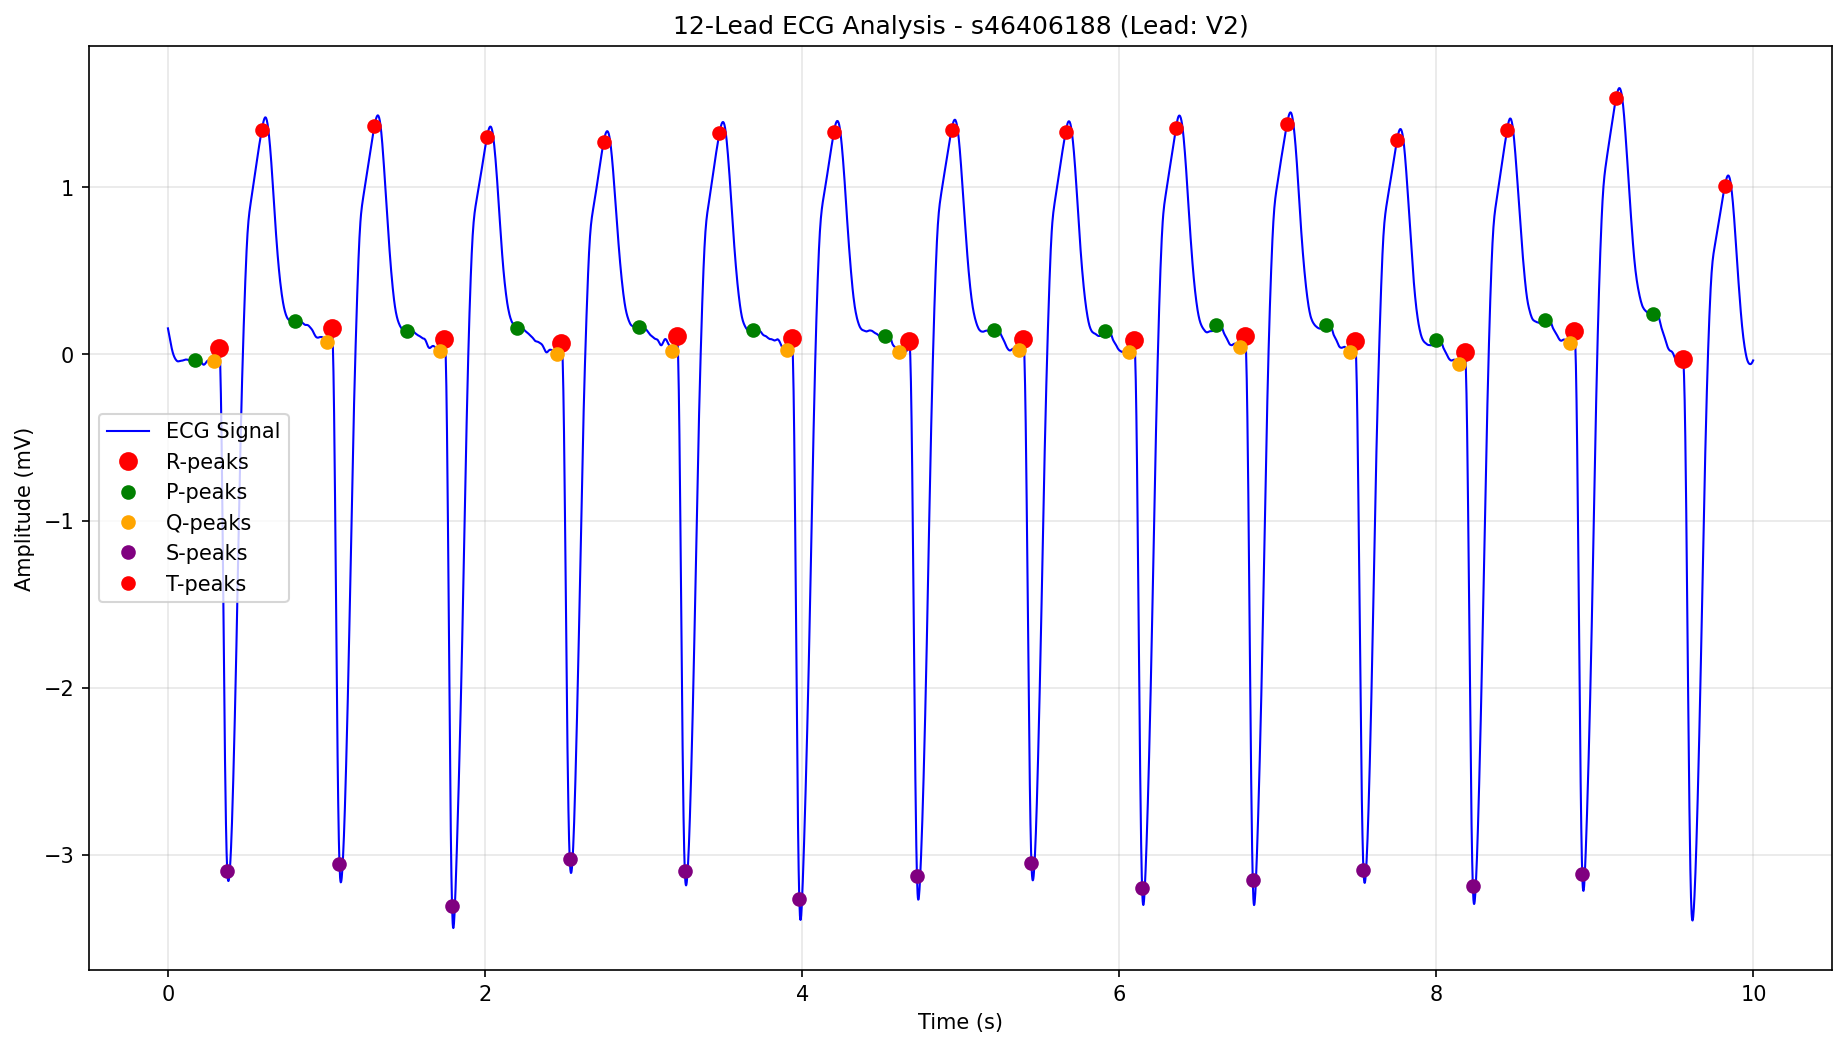 12-Lead ECG Analysis - s46406188 (Lead: V2)
Amplitude (mV)
1
0
−1
−2
−3
ECG Signal
R-peaks
P-peaks
Q-peaks
S-peaks
T-peaks
0
2
4
6
8
10
Time (s)